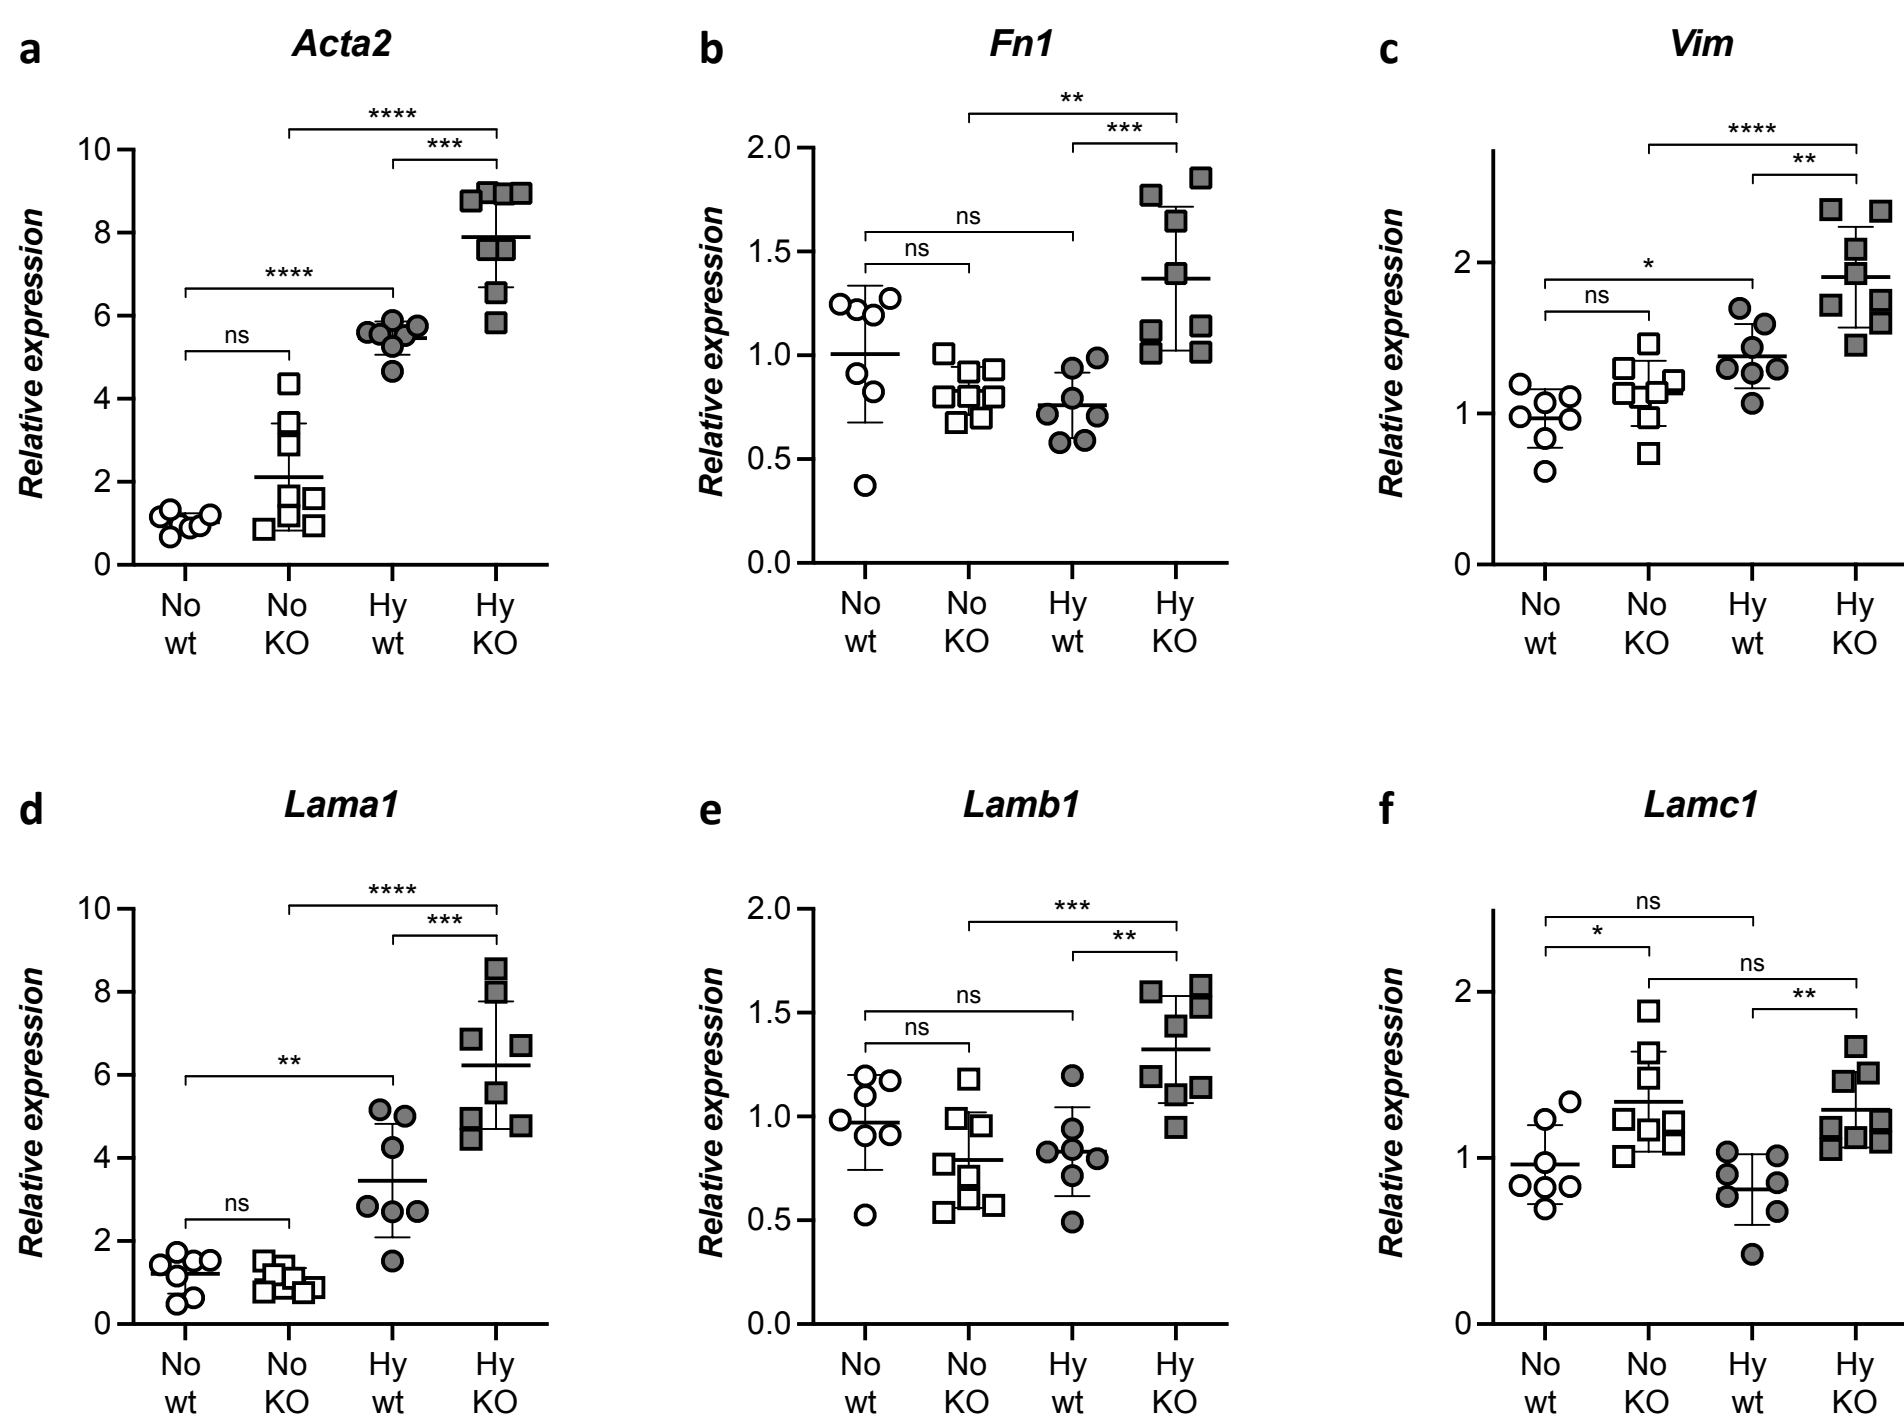 a
Acta2
Relative expression
10
8
6
4
2
0
ns
****
****
***
No wt
No KO
Hy wt
Hy KO
b
Fn1
Relative expression
2.0
1.5
1.0
0.5
0.0
ns
ns
**
***
No wt
No KO
Hy wt
Hy KO
c
Vim
Relative expression
2
1
0
ns
*
****
**
No wt
No KO
Hy wt
Hy KO
d
Lama1
Relative expression
10
8
6
4
2
0
ns
**
****
***
No wt
No KO
Hy wt
Hy KO
e
Lamb1
Relative expression
2.0
1.5
1.0
0.5
0.0
ns
ns
***
**
No wt
No KO
Hy wt
Hy KO
f
Lamc1
Relative expression
2
1
0
ns
*
ns
**
No wt
No KO
Hy wt
Hy KO